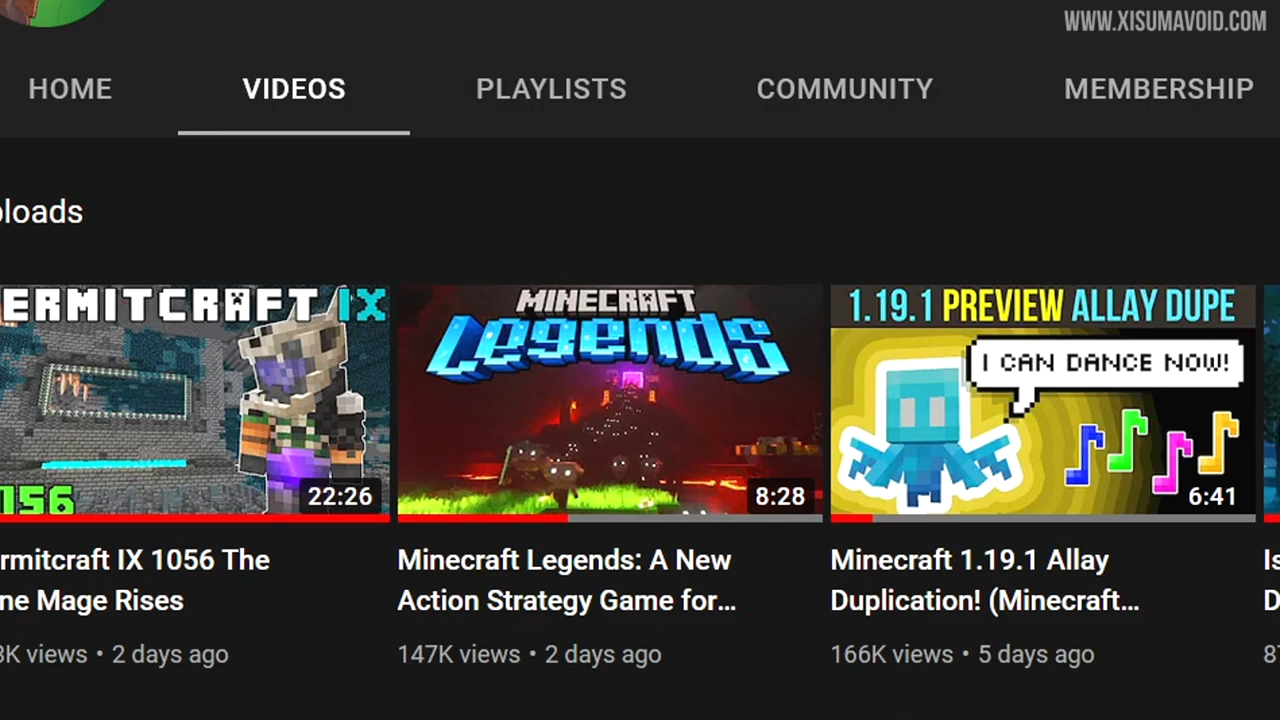 WWW.XISUMAVOID.COM
HOME VIDEOS PLAYLISTS COMMUNITY MEMBERSHIP
ploads
ERMITCRAFT IX
156
22:26
MINECRAFT
Legends
8:28
1.19.1 PREVIEW ALLAY DUPE
I CAN DANCE NOW!
6:41
rmitcraft IX 1056 The
ne Mage Rises
K views • 2 days ago
Minecraft Legends: A New
Action Strategy Game for...
147K views • 2 days ago
Minecraft 1.19.1 Allay
Duplication! (Minecraft...
166K views • 5 days ago